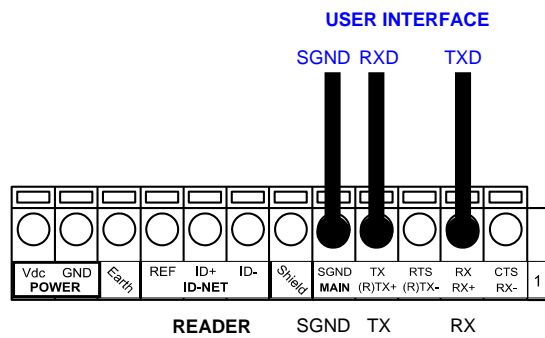 USER INTERFACE
SGND RXD TXD
Vdc GND Earth REF ID+ ID- Shield SGND TX RTS RX CTS 1
POWER ID-NET MAIN (R)TX+ (R)TX- RX+ RX-
READER SGND TX RX